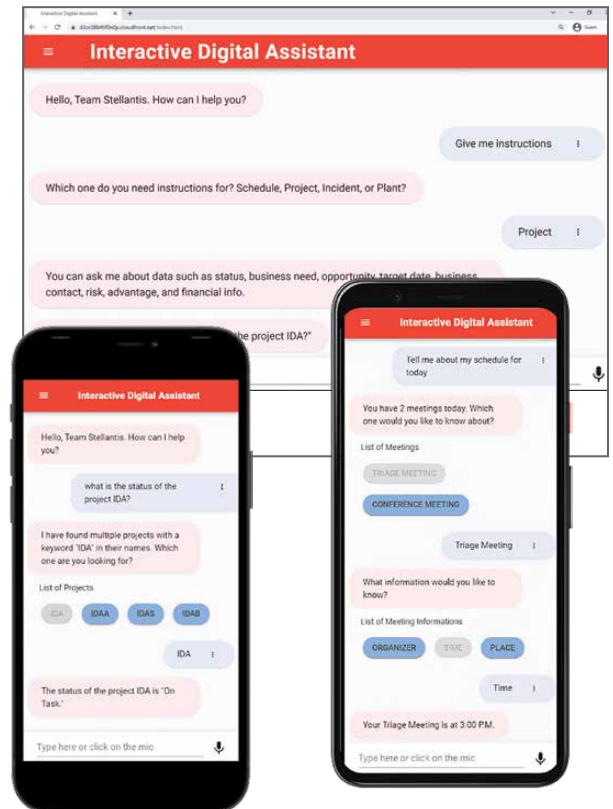 Interactive Digital Assistant
Guest
Interactive Digital Assistant
Hello, Team Stellantis. How can I help you?
Give me instructions
Which one do you need instructions for? Schedule, Project, Incident, or Plant?
Project
You can ask me about data such as status, business need, opportunity, target date, business
contact, risk, advantage, and financial info.
the project IDA?"
Interactive Digital Assistant
Hello, Team Stellantis. How can I help
you?
what is the status of the
project IDA?
I have found multiple projects with a
keyword 'IDA' in their names. Which
one are you looking for?
List of Projects
IDA IDAA IDAS IDAB
IDA
The status of the project IDA is 'On
Task.'
Type here or click on the mic
Interactive Digital Assistant
Tell me about my schedule for
today
You have 2 meetings today. Which
one would you like to know about?
List of Meetings
TRIAGE MEETING
CONFERENCE MEETING
Triage Meeting
What information would you like to
know?
List of Meeting Informations
ORGANIZER TIME PLACE
Time
Your Triage Meeting is at 3:00 P.M.
Type here or click on the mic